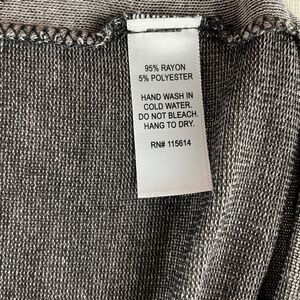 95% RAYON
5% POLYESTER
HAND WASH IN
COLD WATER.
DO NOT BLEACH.
HANG TO DRY.
RN# 115614